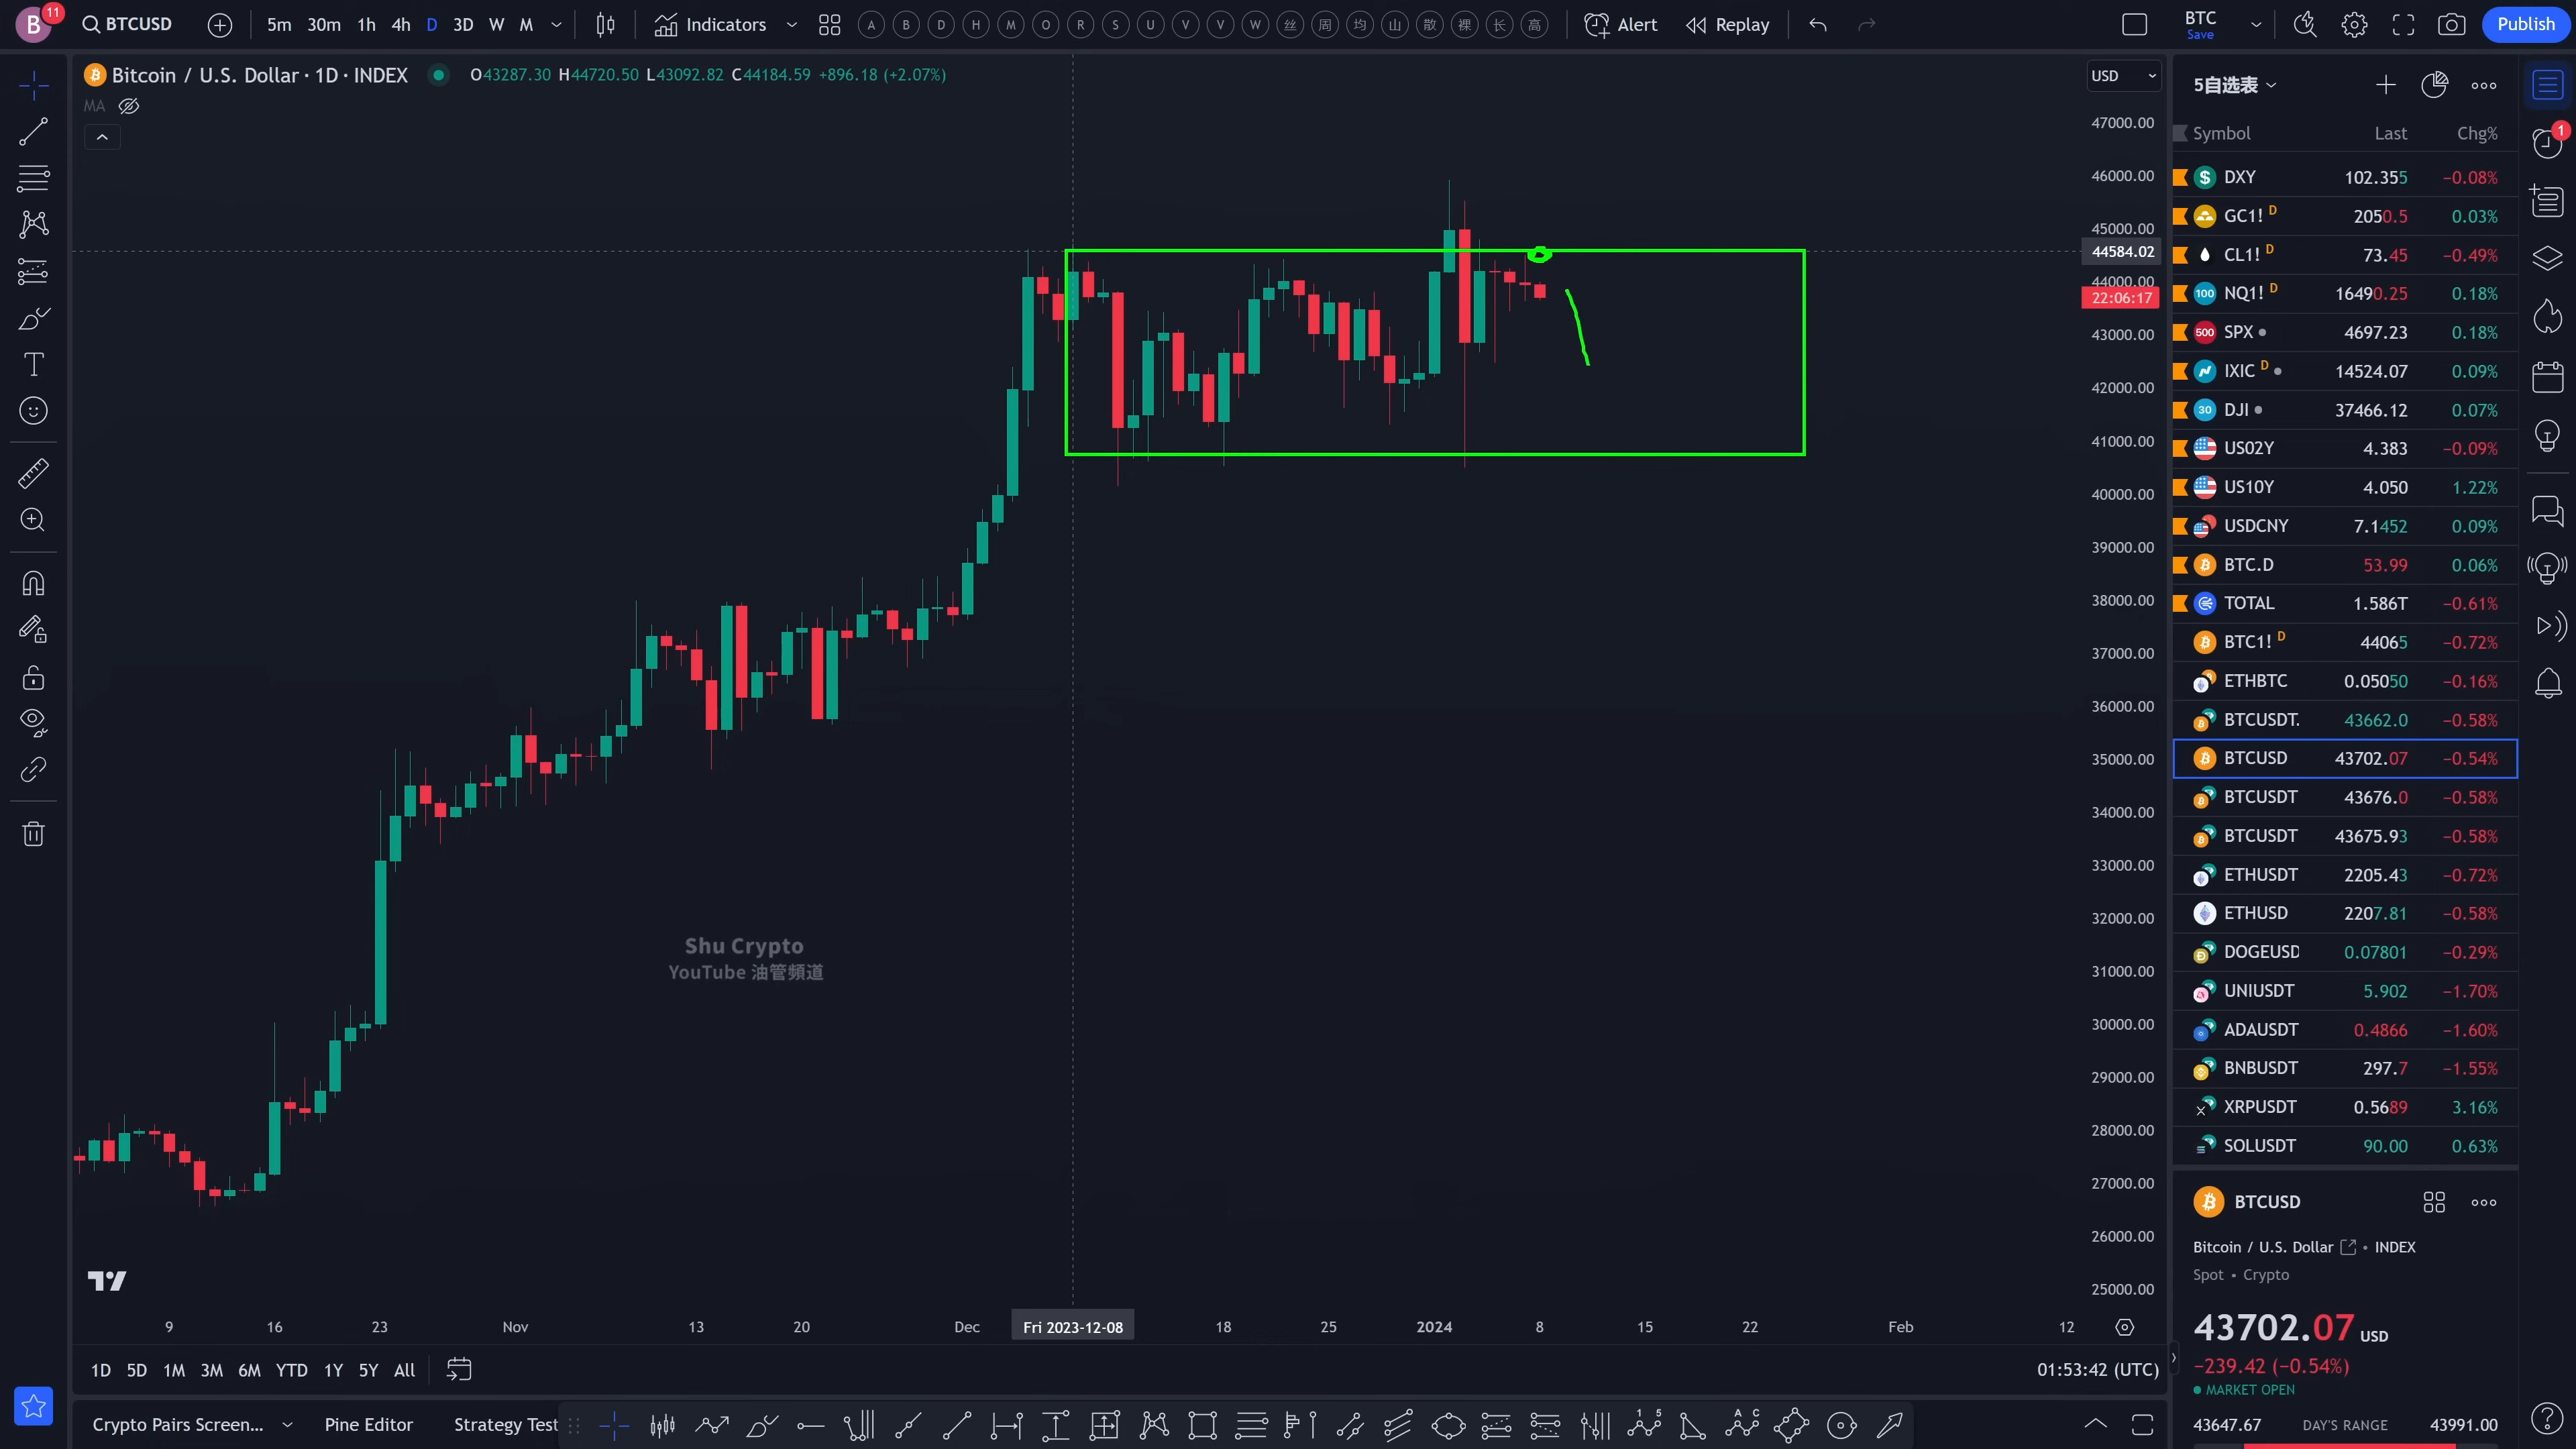 B 11 BTCUSD 5m 30m 1h 4h D 3D W M Indicators A B D H M O R S U V V W 丝 周 均 山 散 裸 长 高 Alert Replay BTC Save Publish
Bitcoin / U.S. Dollar · 1D · INDEX O43287.30 H44720.50 L43092.82 C44184.59 +896.18 (+2.07%)
MA
USD
47000.00
46000.00
45000.00
44584.02
44000.00
22:06:17
43000.00
42000.00
41000.00
40000.00
39000.00
38000.00
37000.00
36000.00
35000.00
34000.00
33000.00
32000.00
31000.00
30000.00
29000.00
28000.00
27000.00
26000.00
25000.00
Shu Crypto
YouTube 油管頻道
9 16 23 Nov 13 20 Dec Fri 2023-12-08 18 25 2024 8 15 22 Feb 12
1D 5D 1M 3M 6M YTD 1Y 5Y All 01:53:42 (UTC)
Crypto Pairs Screen... Pine Editor Strategy Test
5自选表
Symbol Last Chg%
DXY 102.355 −0.08%
GC1! D 2050.5 0.03%
CL1! D 73.45 −0.49%
100 NQ1! D 16490.25 0.18%
500 SPX 4697.23 0.18%
IXIC D 14524.07 0.09%
30 DJI 37466.12 0.07%
US02Y 4.383 −0.09%
US10Y 4.050 1.22%
USDCNY 7.1452 0.09%
BTC.D 53.99 0.06%
TOTAL 1.586T −0.61%
BTC1! D 44065 −0.72%
ETHBTC 0.05050 −0.16%
BTCUSDT. 43662.0 −0.58%
BTCUSD 43702.07 −0.54%
BTCUSDT 43676.0 −0.58%
BTCUSDT 43675.93 −0.58%
ETHUSDT 2205.43 −0.72%
ETHUSD 2207.81 −0.58%
DOGEUSD 0.07801 −0.29%
UNIUSDT 5.902 −1.70%
ADAUSDT 0.4866 −1.60%
BNBUSDT 297.7 −1.55%
XRPUSDT 0.5689 3.16%
SOLUSDT 90.00 0.63%
BTCUSD
Bitcoin / U.S. Dollar • INDEX
Spot • Crypto
43702.07 USD
−239.42 (−0.54%)
MARKET OPEN
43647.67 DAY'S RANGE 43991.00
1